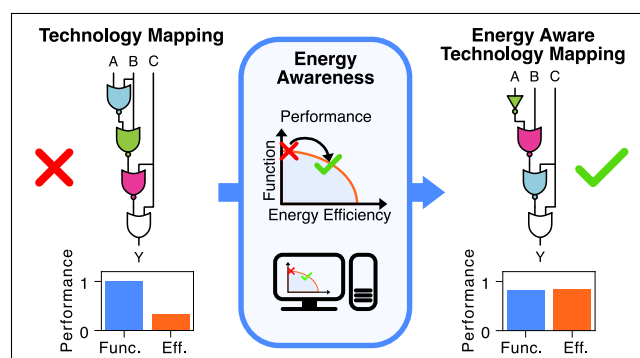 Technology Mapping
A B C
Y
Performance
1
0
Func. Eff.
Energy
Awareness
Performance
Function
Energy Efficiency
Energy Aware
Technology Mapping
A B C
Y
Performance
1
0
Func. Eff.